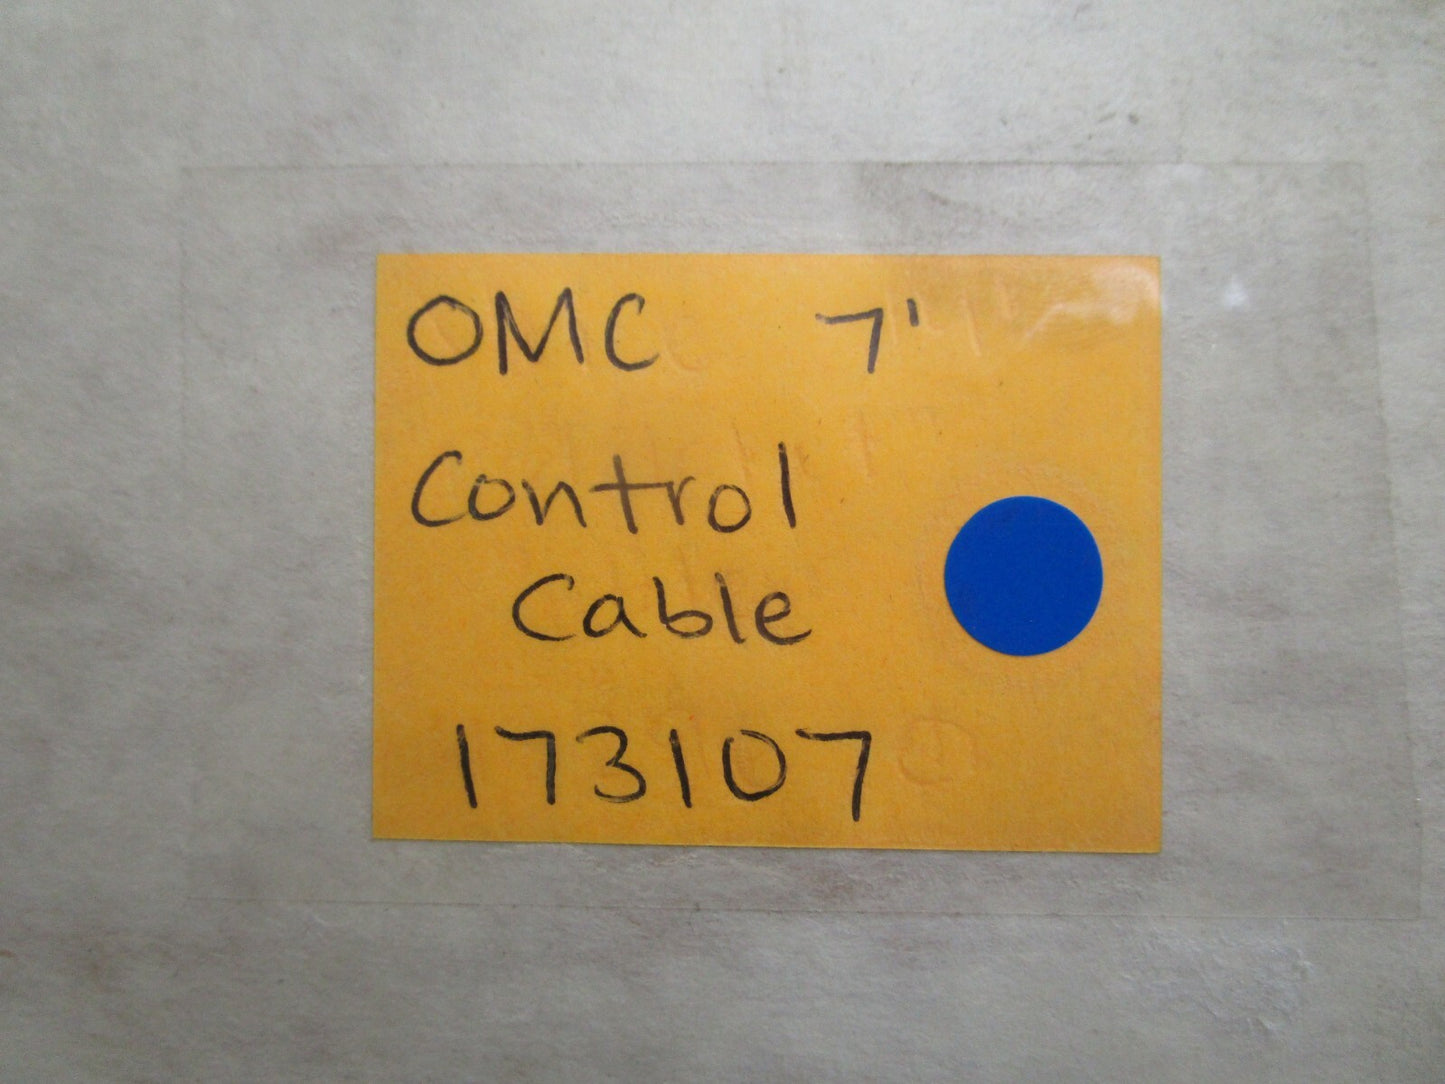 OMC 7'
Control
Cable
173107